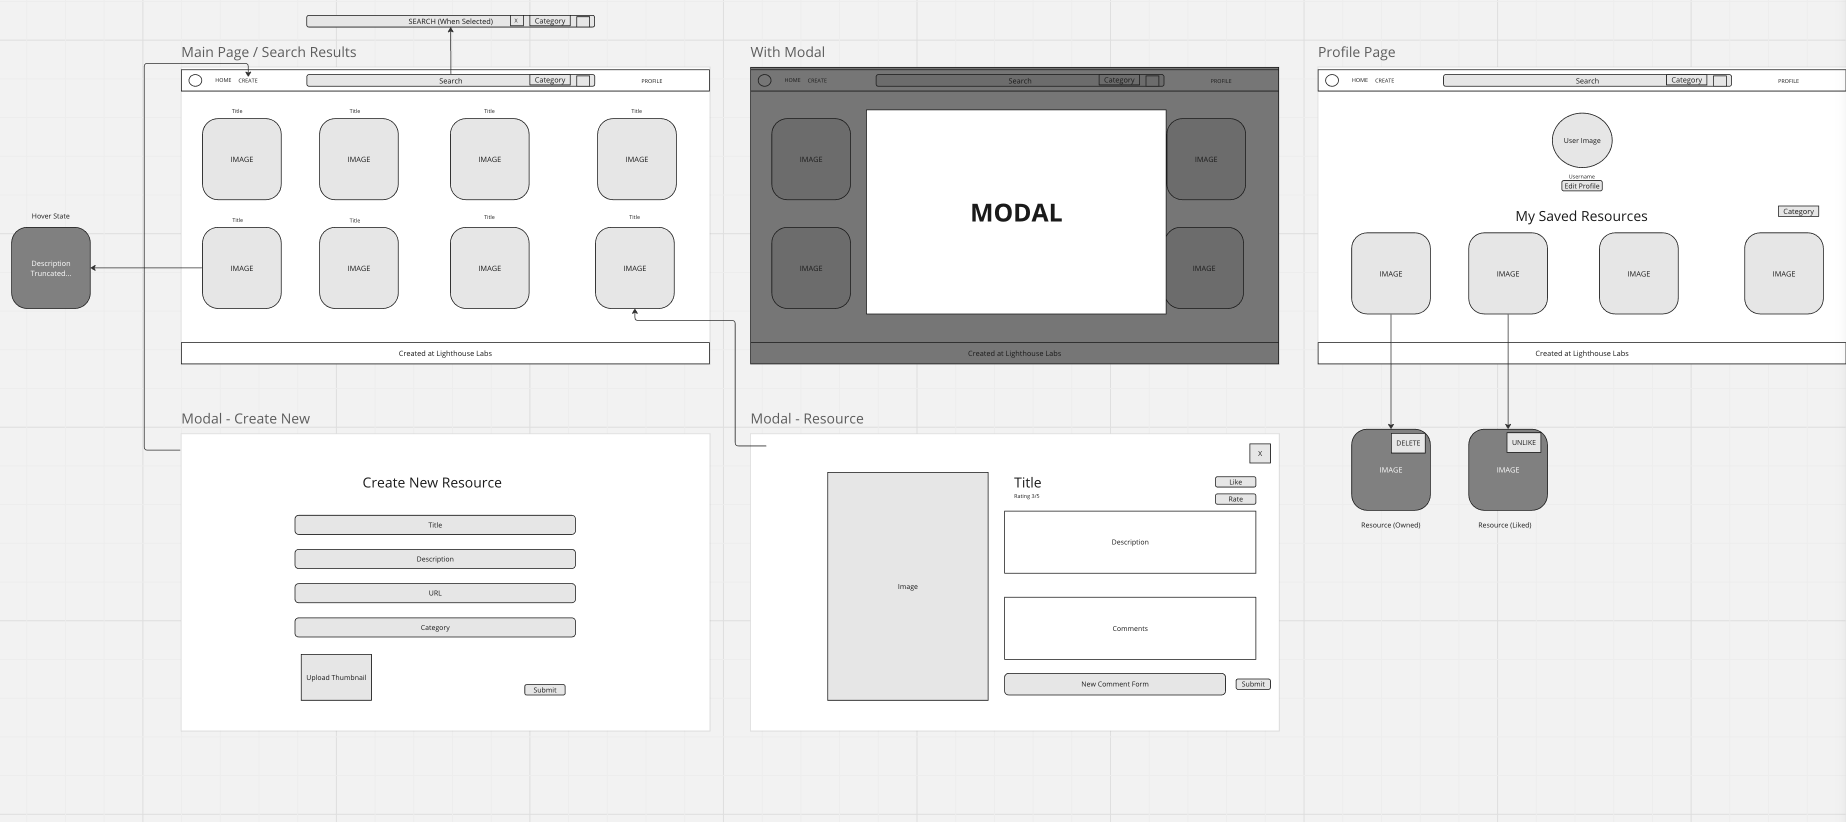 SEARCH (When Selected) X Category
Main Page / Search Results
HOME CREATE Search Category PROFILE
Title Title Title Title
IMAGE IMAGE IMAGE IMAGE
Title Title Title Title
IMAGE IMAGE IMAGE IMAGE
Created at Lighthouse Labs
Hover State
Description
Truncated...
With Modal
HOME CREATE Search Category PROFILE
IMAGE IMAGE
MODAL
IMAGE IMAGE
Created at Lighthouse Labs
Profile Page
HOME CREATE Search Category PROFILE
User Image
Username
Edit Profile
My Saved Resources
Category
IMAGE IMAGE IMAGE IMAGE
Created at Lighthouse Labs
DELETE
IMAGE
Resource (Owned)
UNLIKE
IMAGE
Resource (Liked)
Modal - Create New
Create New Resource
Title
Description
URL
Category
Upload Thumbnail
Submit
Modal - Resource
X
Image
Title
Rating 3/5
Like
Rate
Description
Comments
New Comment Form
Submit